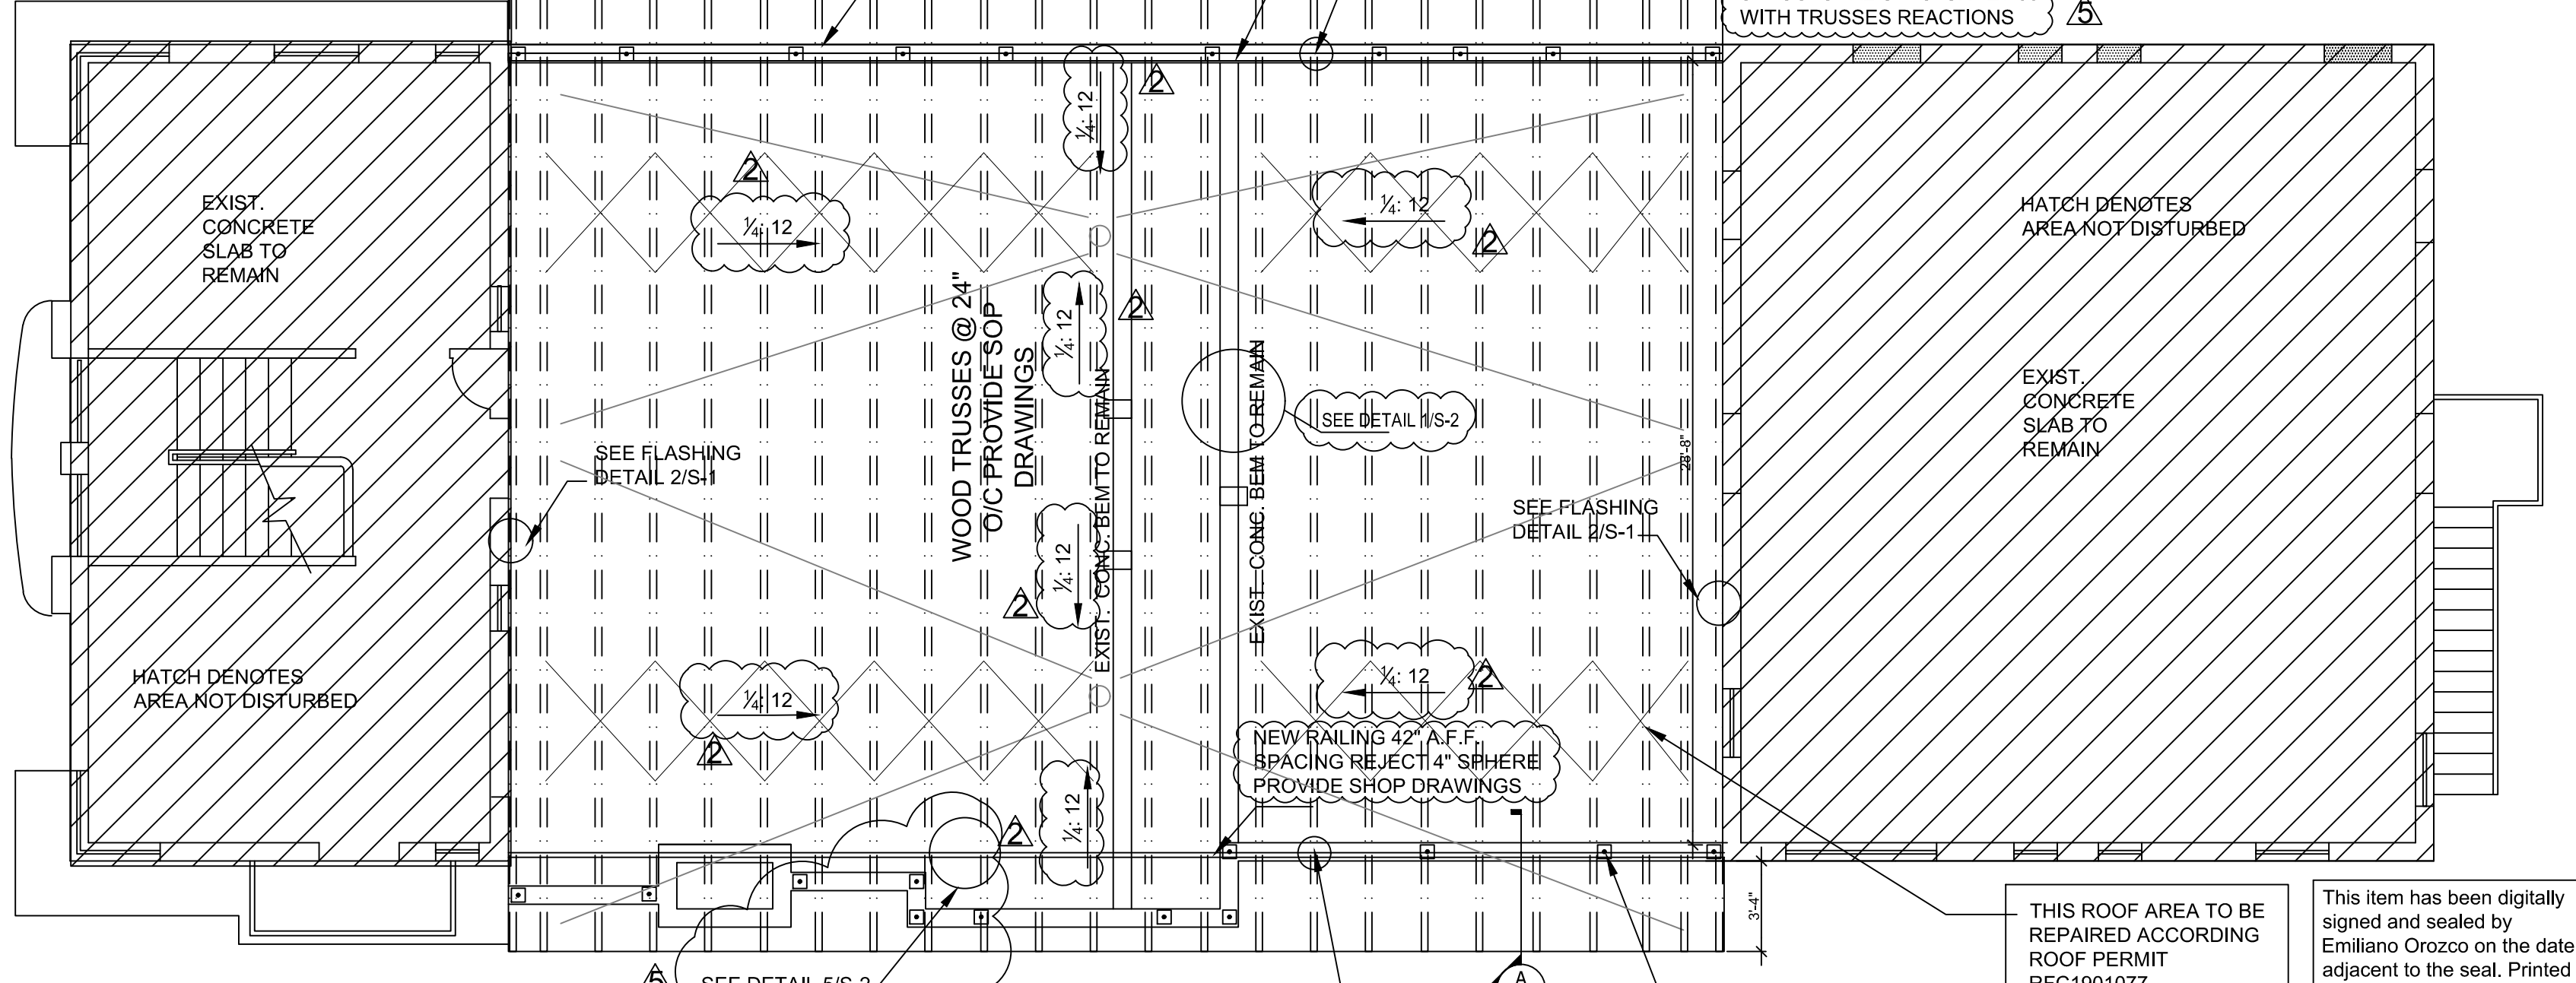 WITH TRUSSES REACTIONS
5
2
¼: 12
EXIST.
CONCRETE
SLAB TO
REMAIN
2
¼: 12
¼: 12
2
HATCH DENOTES
AREA NOT DISTURBED
WOOD TRUSSES @ 24"
O/C PROVIDE SOP
DRAWINGS
¼: 12
2
EXIST. CONC. BEM TO REMAIN
EXIST. CONC. BEM TO REMAIN
SEE DETAIL 1/S-2
28'-8"
EXIST.
CONCRETE
SLAB TO
REMAIN
SEE FLASHING
DETAIL 2/S-1
SEE FLASHING
DETAIL 2/S-1
¼: 12
2
HATCH DENOTES
AREA NOT DISTURBED
¼: 12
2
¼: 12
2
NEW RAILING 42" A.F.F.
SPACING REJECT 4" SPHERE
PROVIDE SHOP DRAWINGS
¼: 12
2
3'-4"
THIS ROOF AREA TO BE
REPAIRED ACCORDING
ROOF PERMIT
RFC1901077
This item has been digitally
signed and sealed by
Emiliano Orozco on the date
adjacent to the seal. Printed
5
SEE DETAIL 5/S-2
A